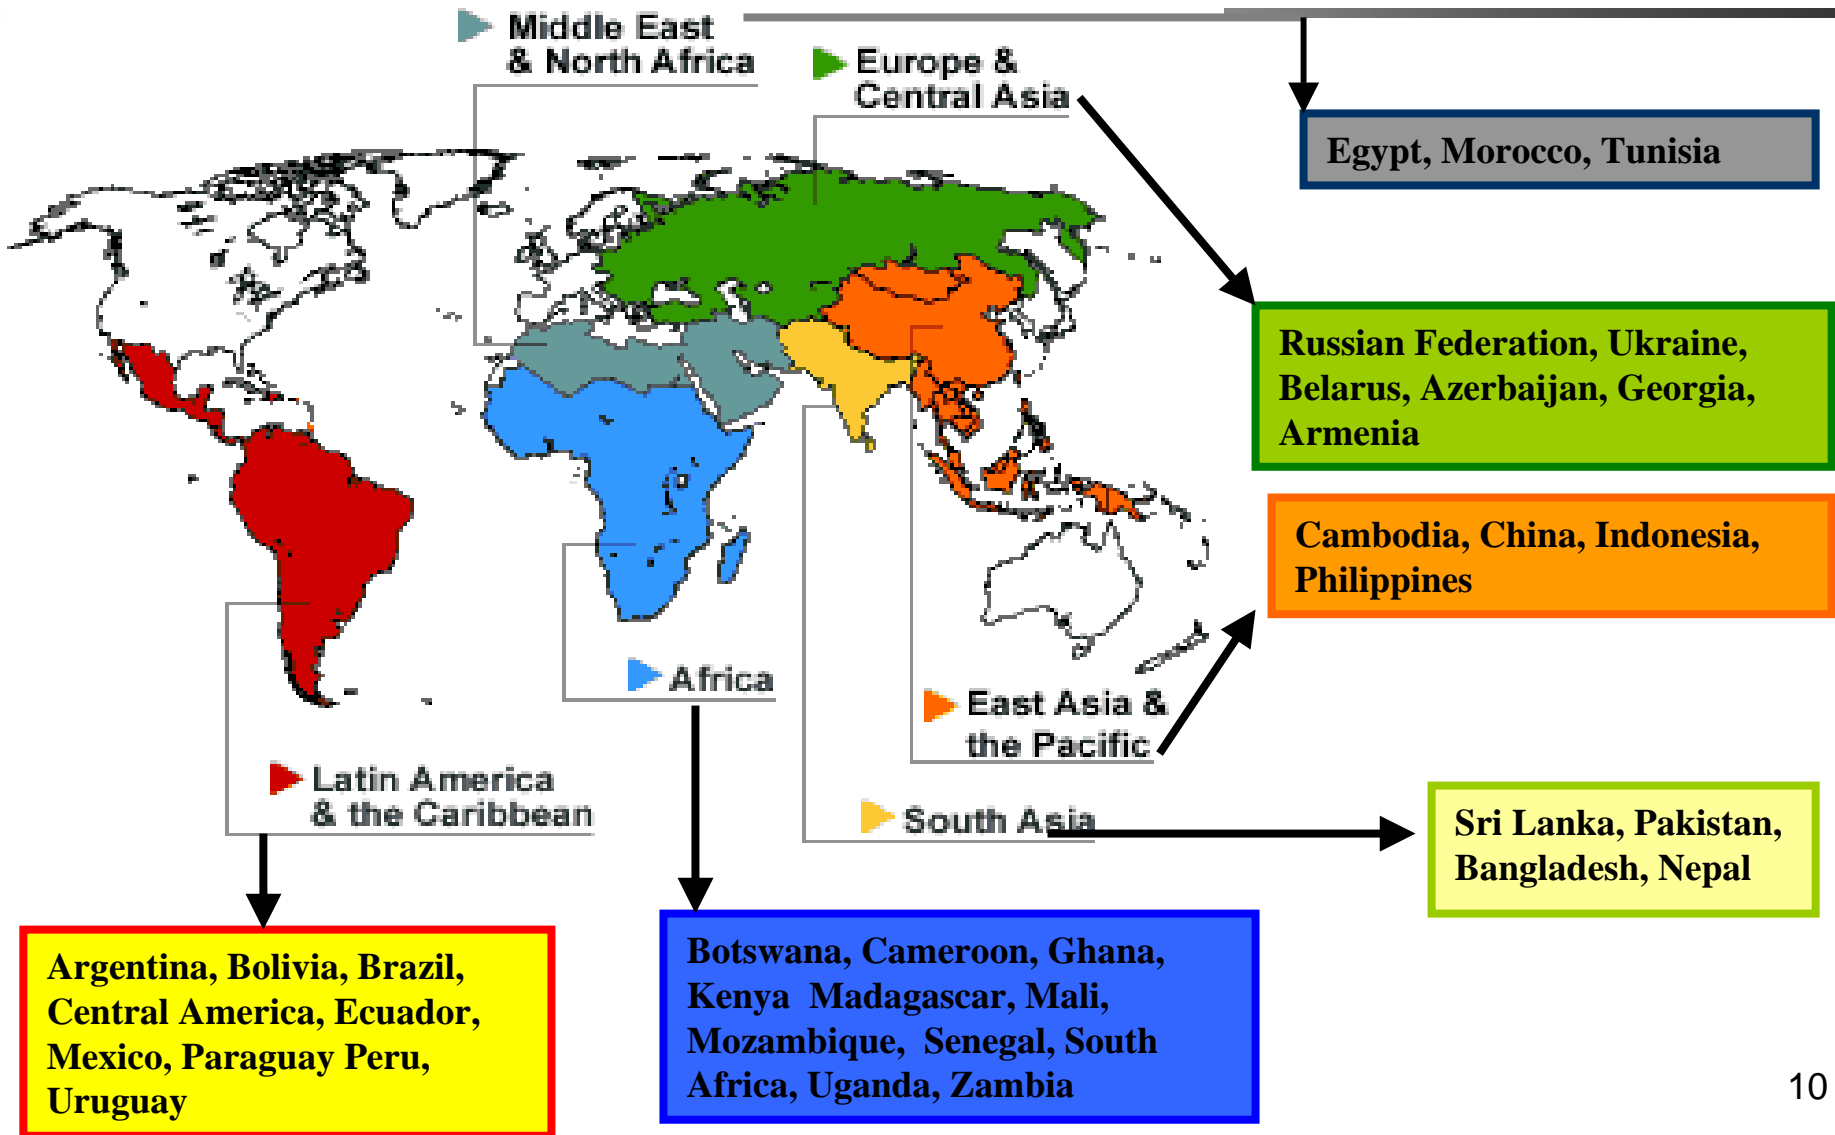 Middle East
& North Africa
Europe &
Central Asia
Egypt, Morocco, Tunisia
Russian Federation, Ukraine,
Belarus, Azerbaijan, Georgia,
Armenia
Cambodia, China, Indonesia,
Philippines
Africa
East Asia &
the Pacific
Latin America
& the Caribbean
South Asia
Sri Lanka, Pakistan,
Bangladesh, Nepal
Argentina, Bolivia, Brazil,
Central America, Ecuador,
Mexico, Paraguay Peru,
Uruguay
Botswana, Cameroon, Ghana,
Kenya  Madagascar, Mali,
Mozambique,  Senegal, South
Africa, Uganda, Zambia
10